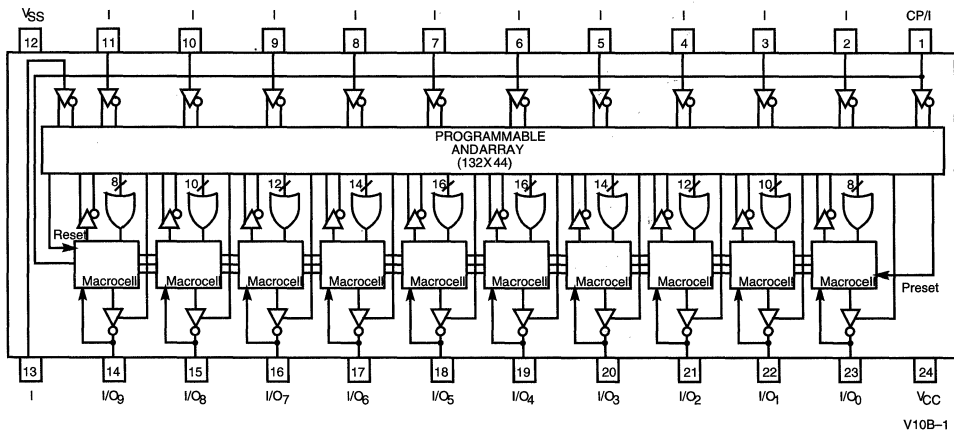 VSS I I I I I I I I I I CP/I
12 11 10 9 8 7 6 5 4 3 2 1
PROGRAMMABLE
ANDARRAY
(132X44)
8 10 12 14 16 16 14 12 10 8
Reset
Macrocell Macrocell Macrocell Macrocell Macrocell Macrocell Macrocell Macrocell Macrocell Macrocell
Preset
13 14 15 16 17 18 19 20 21 22 23 24
I I/O9 I/O8 I/O7 I/O6 I/O5 I/O4 I/O3 I/O2 I/O1 I/O0 VCC
V10B–1